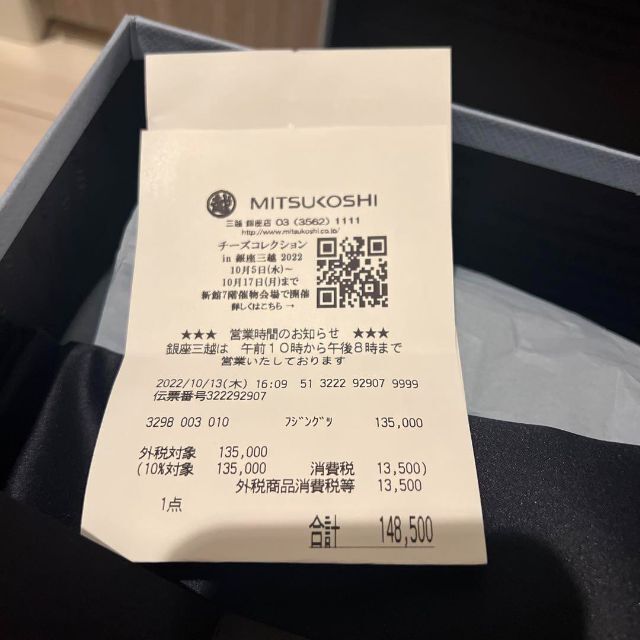 越 MITSUKOSHI
三越 銀座店 03 (3562) 1111
http://www.mitsukoshi.co.jp/
チーズコレクション
in 銀座三越 2022
10月5日(水)～
10月17日(月)まで
新館7階催物会場で開催
詳しくはこちら→
★★★ 営業時間のお知らせ ★★★
銀座三越は 午前10時から午後8時まで
営業いたしております
2022/10/13(木) 16:09 51 3222 92907 9999
伝票番号322292907
3298 003 010 フジングツ 135,000
外税対象 135,000
(10%対象 135,000 消費税 13,500)
外税商品消費税等 13,500
1点
合計 148,500